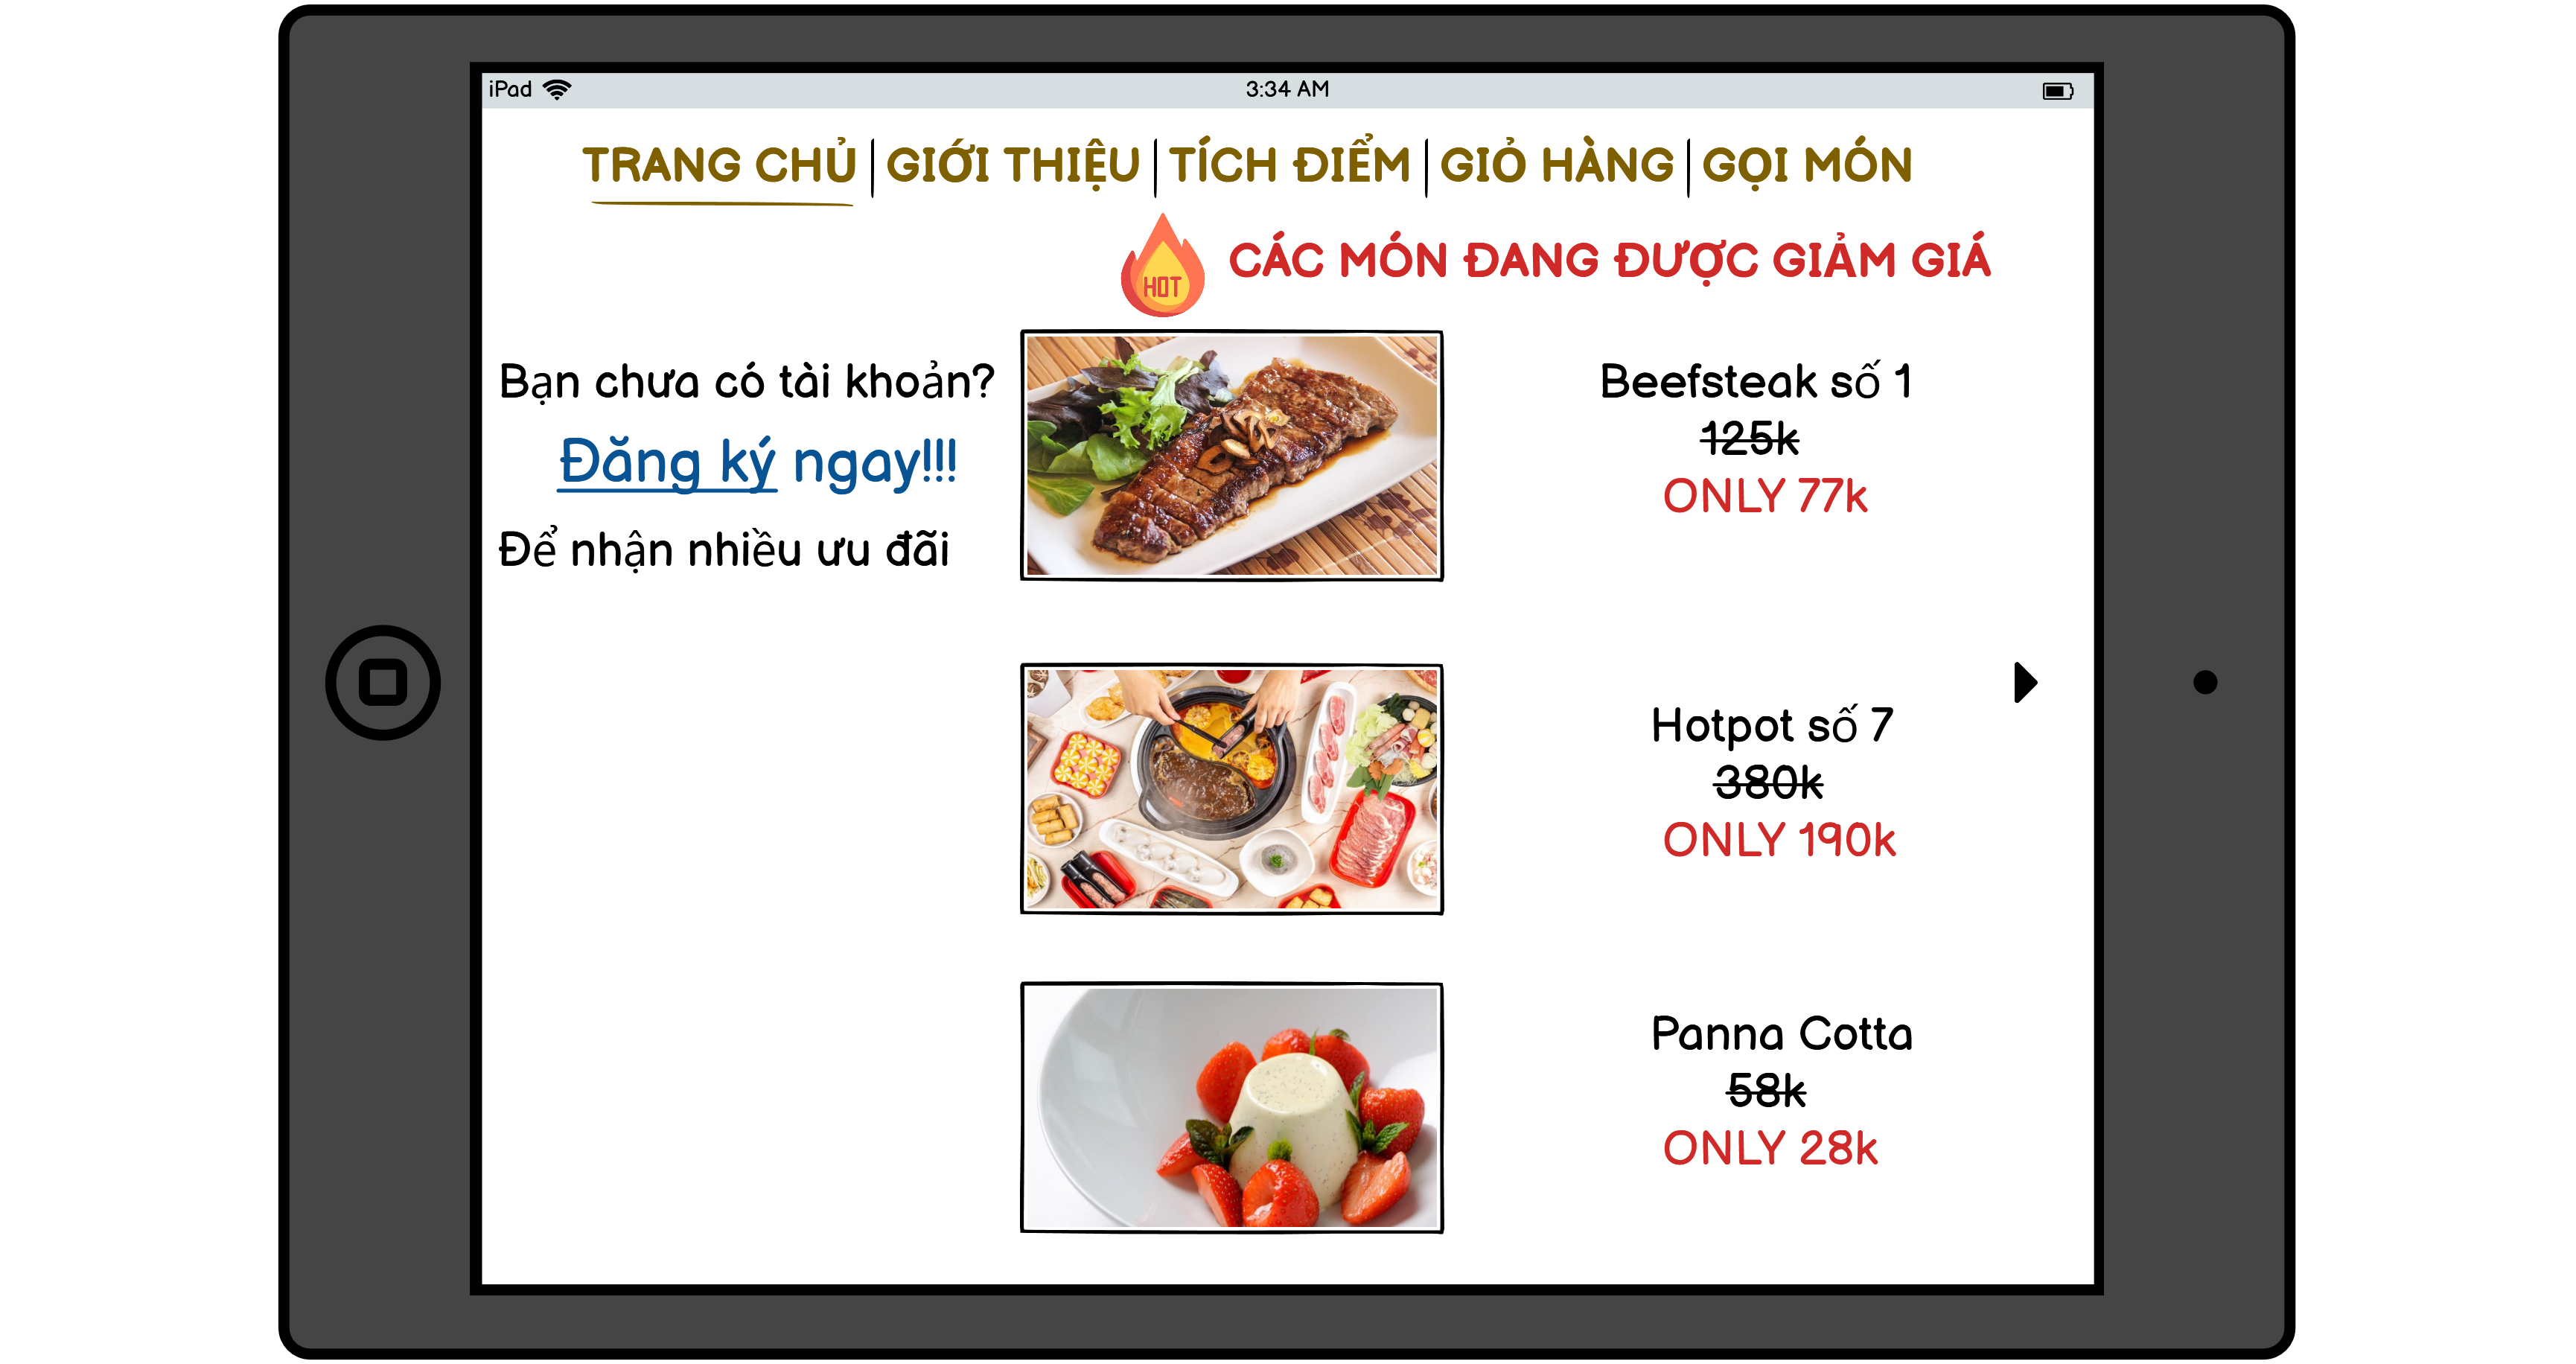 iPad
3:34 AM
TRANG CHỦ
GIỚI THIỆU
TÍCH ĐIỂM
GIỎ HÀNG
GỌI MÓN
HOT
CÁC MÓN ĐANG ĐƯỢC GIẢM GIÁ
Bạn chưa có tài khoản?
Đăng ký ngay!!!
Để nhận nhiều ưu đãi
Beefsteak số 1
125k
ONLY 77k
Hotpot số 7
380k
ONLY 190k
Panna Cotta
58k
ONLY 28k